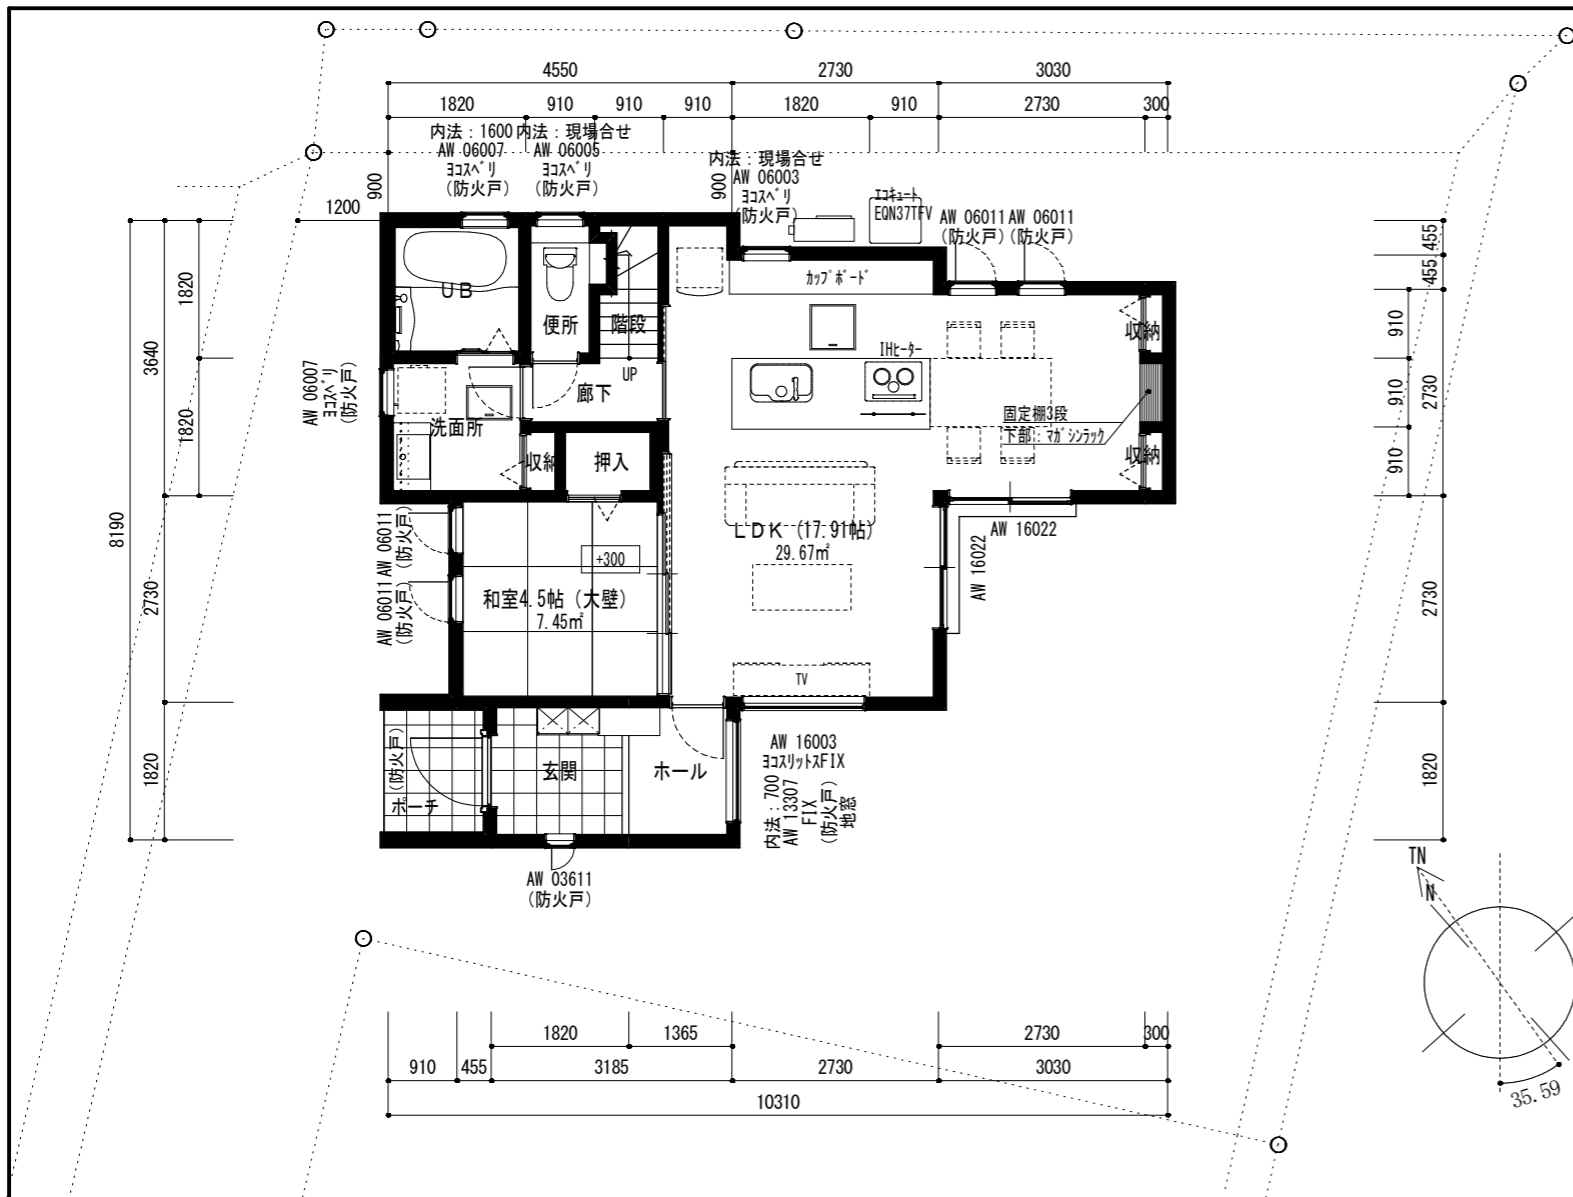 4550
2730
3030
1820
910
910
910
1820
910
2730
300
内法：1600
AW 06007
ﾖｺｽﾍﾞﾘ
(防火戸)
内法：現場合せ
AW 06005
ﾖｺｽﾍﾞﾘ
(防火戸)
内法：現場合せ
AW 06003
ﾖｺｽﾍﾞﾘ
(防火戸)
900
900
1200
ｴｺｷｭｰﾄ
EQN37TFV
AW 06011
(防火戸)
AW 06011
(防火戸)
UB
便所
階段
カップボード
収納
IHﾋｰﾀｰ
UP
廊下
洗面所
収納
押入
固定棚3段
下部：ﾏｶﾞｼﾞﾝﾗｯｸ
収納
AW 06007
ﾖｺｽﾍﾞﾘ
(防火戸)
AW 06011
(防火戸)
AW 06011
(防火戸)
+300
和室4.5帖 (大壁)
7.45㎡
LDK (17.91帖)
29.67㎡
AW 16022
AW 16022
TV
(防火戸)
ポーチ
玄関
ホール
AW 16003
ﾖｺｽﾘｯﾄｽFIX
内法：700
AW 13307
FIX
(防火戸)
地窓
AW 03611
(防火戸)
8190
3640
2730
1820
1820
1820
455
455
910
910
910
2730
2730
1820
TN
N
35.59
1820
1365
2730
300
910
455
3185
2730
3030
10310